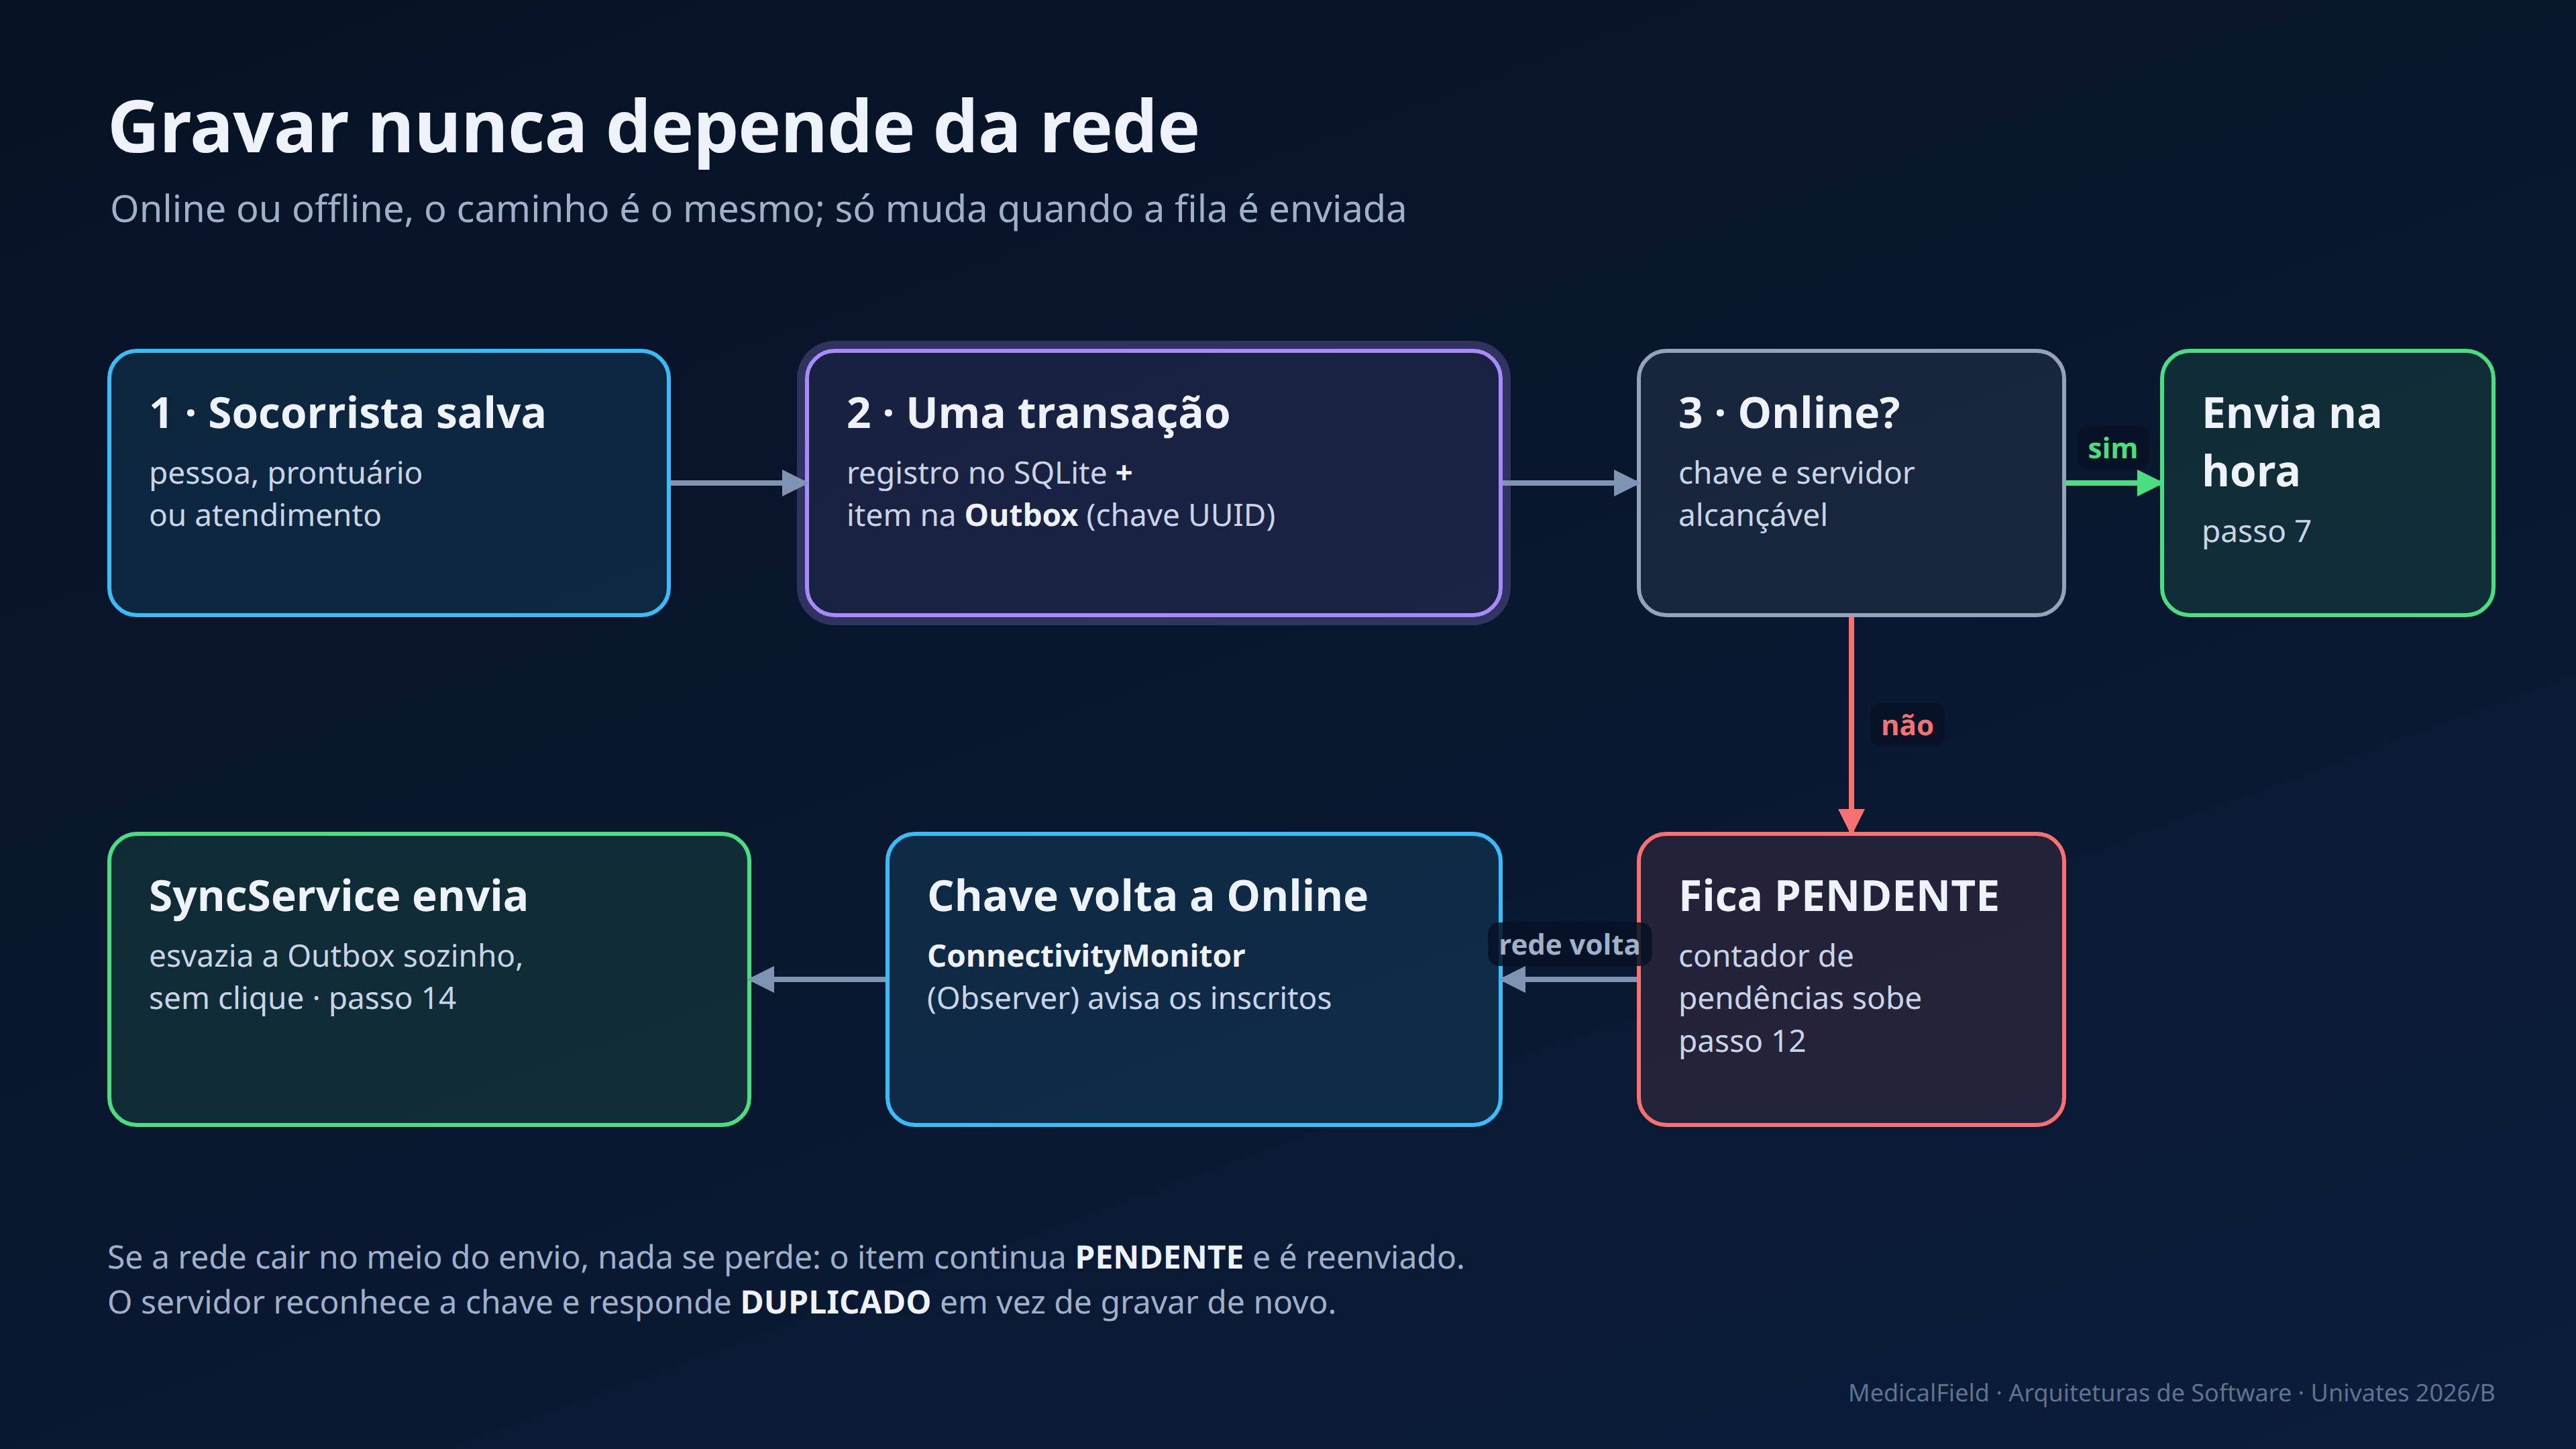 Gravar nunca depende da rede
Online ou offline, o caminho é o mesmo; só muda quando a fila é enviada
1 · Socorrista salva
pessoa, prontuário
ou atendimento
2 · Uma transação
registro no SQLite +
item na Outbox (chave UUID)
3 · Online?
chave e servidor
alcançável
sim
Envia na
hora
passo 7
não
Fica PENDENTE
contador de
pendências sobe
passo 12
rede volta
Chave volta a Online
ConnectivityMonitor
(Observer) avisa os inscritos
SyncService envia
esvazia a Outbox sozinho,
sem clique · passo 14
Se a rede cair no meio do envio, nada se perde: o item continua PENDENTE e é reenviado.
O servidor reconhece a chave e responde DUPLICADO em vez de gravar de novo.
MedicalField · Arquiteturas de Software · Univates 2026/B